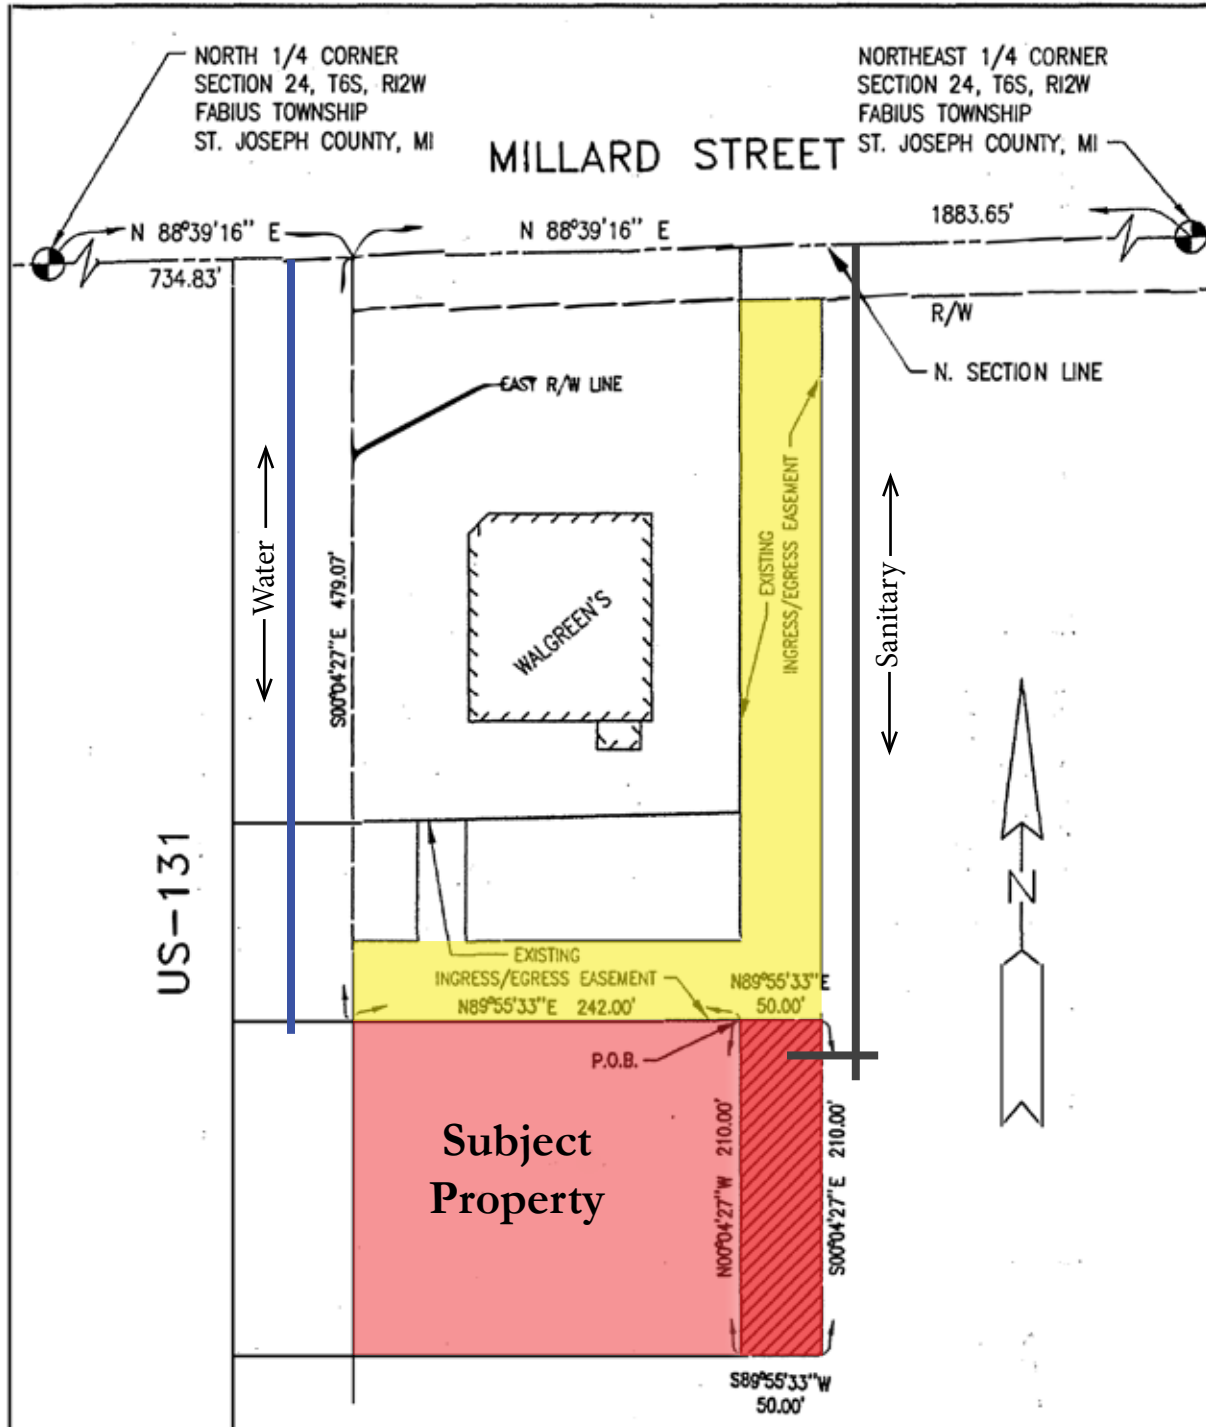 NORTH 1/4 CORNER
SECTION 24, T6S, R12W
FABIUS TOWNSHIP
ST. JOSEPH COUNTY, MI
NORTHEAST 1/4 CORNER
SECTION 24, T6S, R12W
FABIUS TOWNSHIP
ST. JOSEPH COUNTY, MI
MILLARD STREET
N 88°39'16" E
N 88°39'16" E
1883.65'
734.83'
R/W
N. SECTION LINE
EAST R/W LINE
EXISTING
INGRESS/EGRESS EASEMENT
Water
S00°04'27"E 479.07'
WALGREEN'S
Sanitary
US-131
N
EXISTING
INGRESS/EGRESS EASEMENT
N89°55'33"E 242.00'
N89°55'33"E
50.00'
P.O.B.
Subject
Property
N00°04'27"W 210.00'
S00°04'27"E 210.00'
S89°55'33"W
50.00'